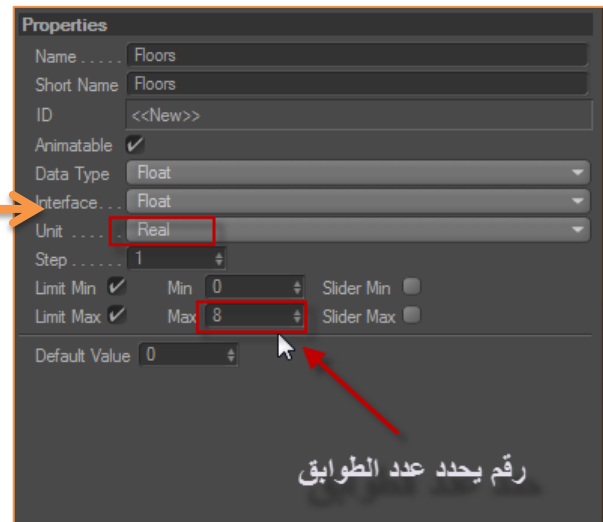 Properties
Name . . . . . Floors
Short Name Floors
ID <<New>>
Animatable
Data Type Float
Interface. . . Float
Unit . . . . . . Real
Step . . . . . . 1
Limit Min Min 0 Slider Min
Limit Max Max 8 Slider Max
Default Value 0
رقم يحدد عدد الطوابق